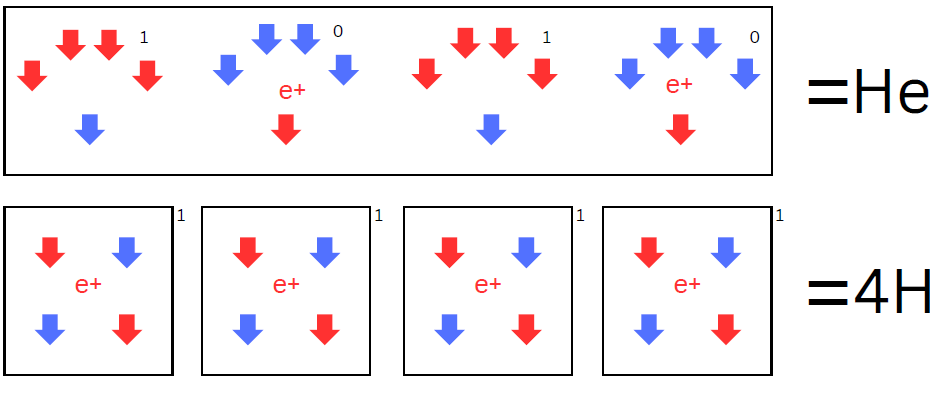 1 0 1 0
e+ e+
=He
1 1 1 1
e+ e+ e+ e+
=4H